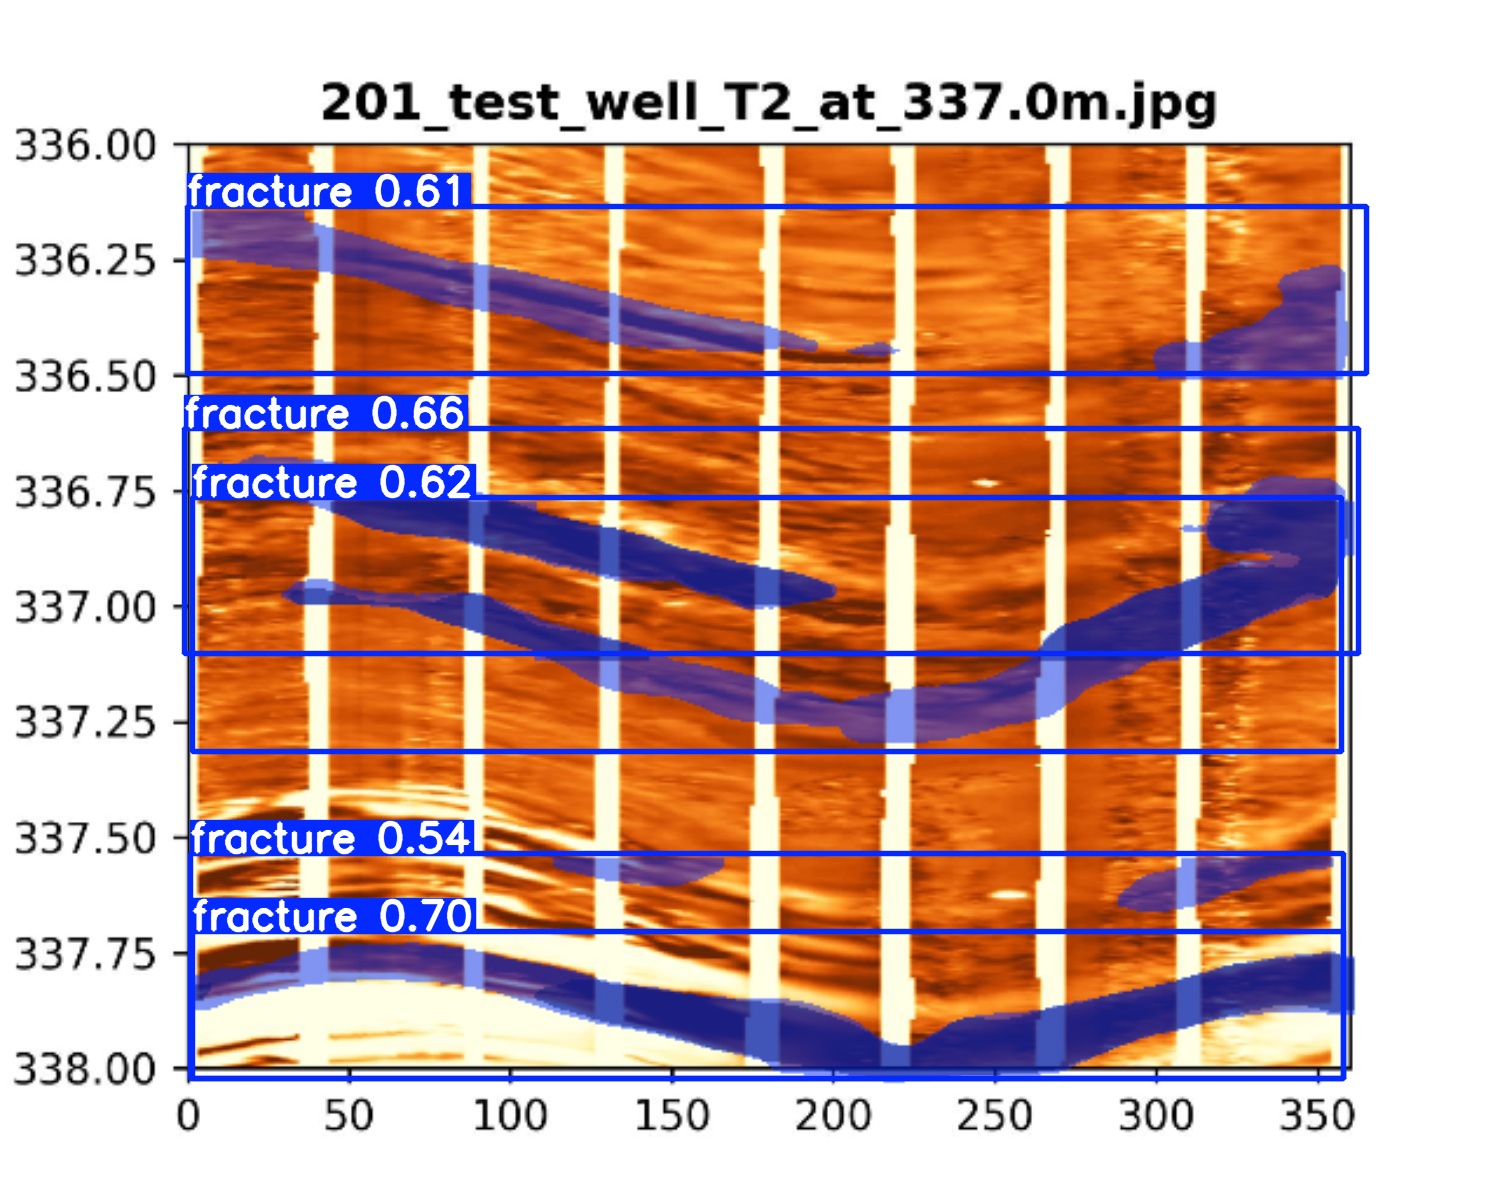 201_test_well_T2_at_337.0m.jpg
336.00
fracture 0.61
336.25
336.50
fracture 0.66
fracture 0.62
336.75
337.00
337.25
337.50
fracture 0.54
fracture 0.70
337.75
338.00
0 50 100 150 200 250 300 350